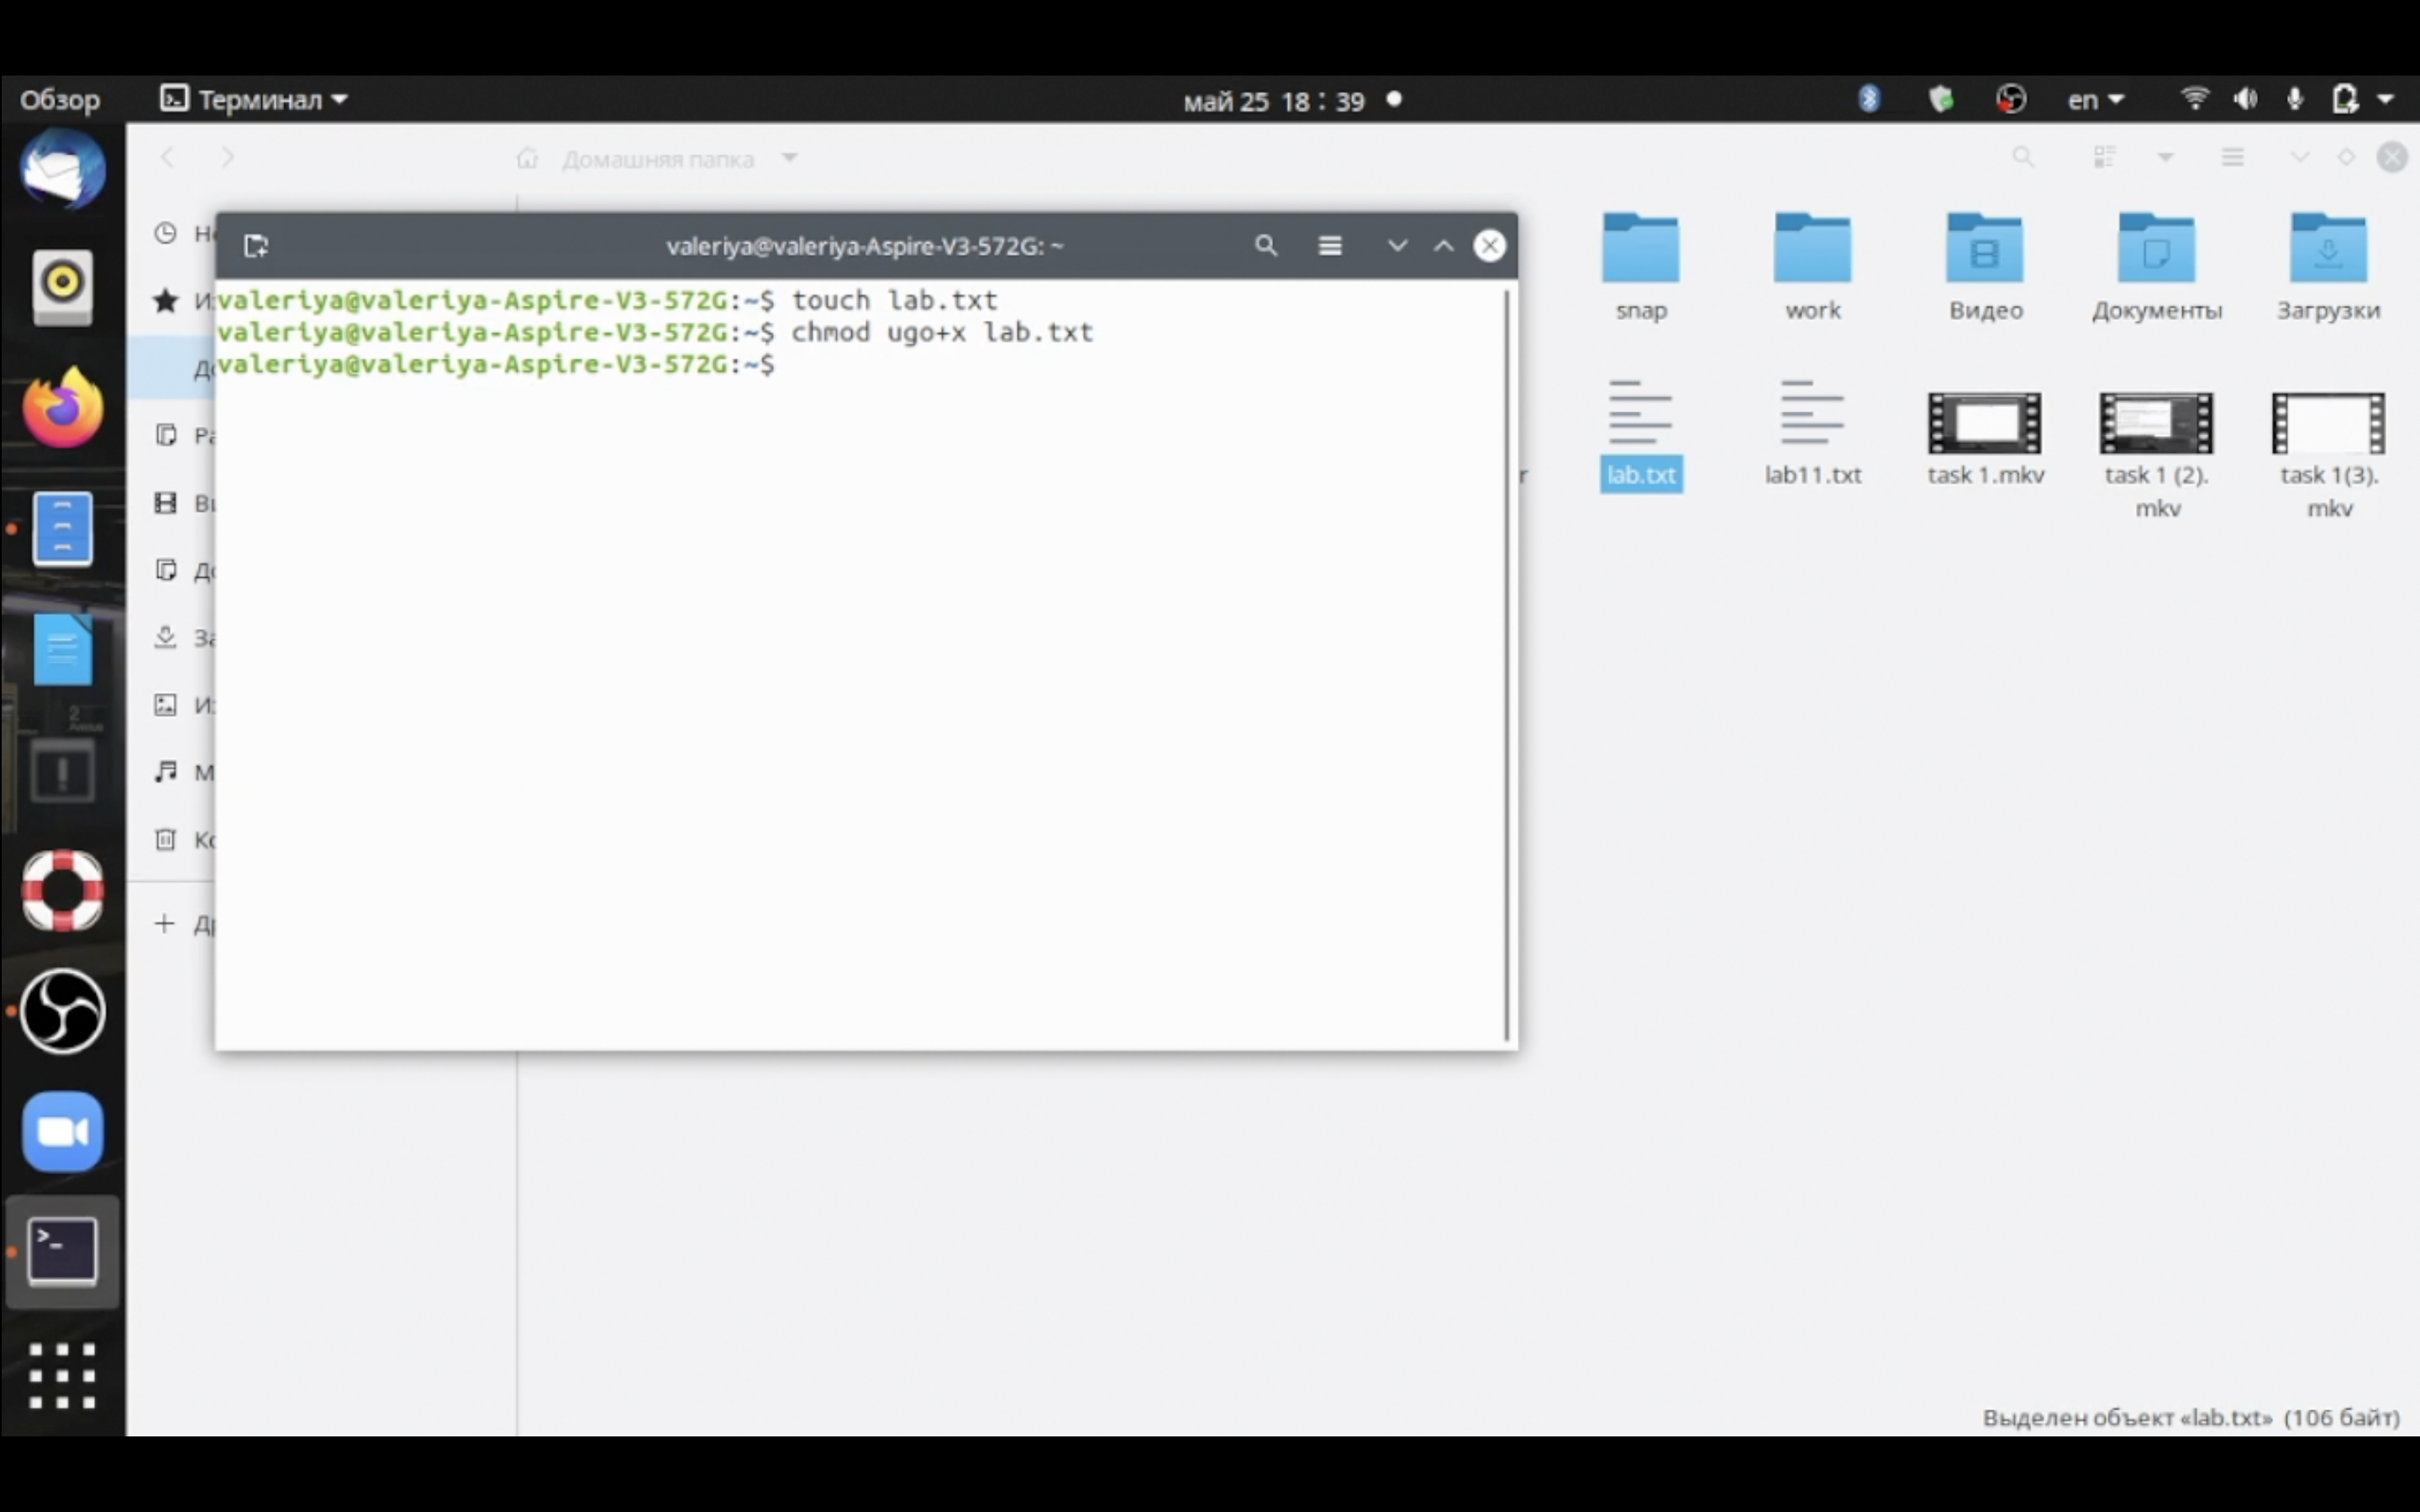 Обзор
Терминал
май 25 18 : 39
en
Домашняя папка
valeriya@valeriya-Aspire-V3-572G: ~
valeriya@valeriya-Aspire-V3-572G:~$ touch lab.txt
valeriya@valeriya-Aspire-V3-572G:~$ chmod ugo+x lab.txt
valeriya@valeriya-Aspire-V3-572G:~$
snap
work
Видео
Документы
Загрузки
lab.txt
lab11.txt
task 1.mkv
task 1 (2).
mkv
task 1(3).
mkv
Выделен объект «lab.txt» (106 байт)